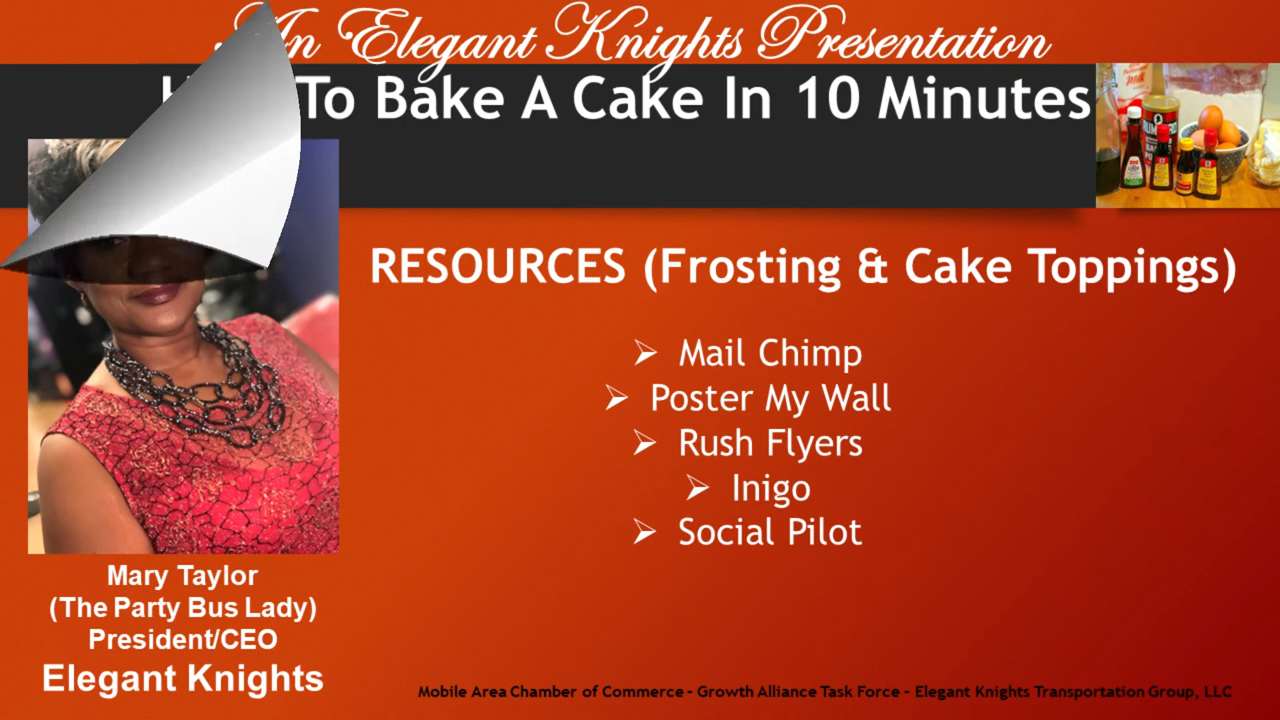 An Elegant Knights Presentation
To Bake A Cake In 10 Minutes
RESOURCES (Frosting & Cake Toppings)
➢ Mail Chimp
➢ Poster My Wall
➢ Rush Flyers
➢ Inigo
➢ Social Pilot
Mary Taylor
(The Party Bus Lady)
President/CEO
Elegant Knights
Mobile Area Chamber of Commerce - Growth Alliance Task Force - Elegant Knights Transportation Group, LLC